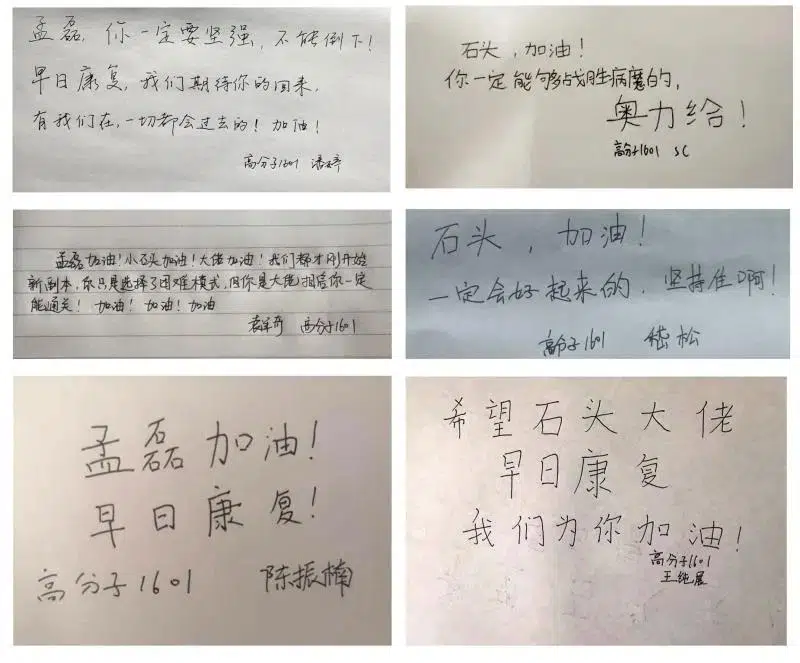 孟磊，你一定要坚强，不能倒下！
早日康复，我们期待你的回来，
有我们在，一切都会过去的！加油！
高分子1601
石头，加油！
你一定能够战胜病魔的，
奥力给！
高分子1601 SC
孟磊加油！小石头加油！大佬加油！我们都才刚开始
新副本，你只是选择了困难模式，但你是大佬相信你一定
能通关！加油！加油！加油
高分子1601
石头，加油！
一定会好起来的，坚持住啊！
高分子1601 嵇松
孟磊加油！
早日康复！
高分子1601 陈振楠
希望石头大佬
早日康复
我们为你加油！
高分子1601
王纯展